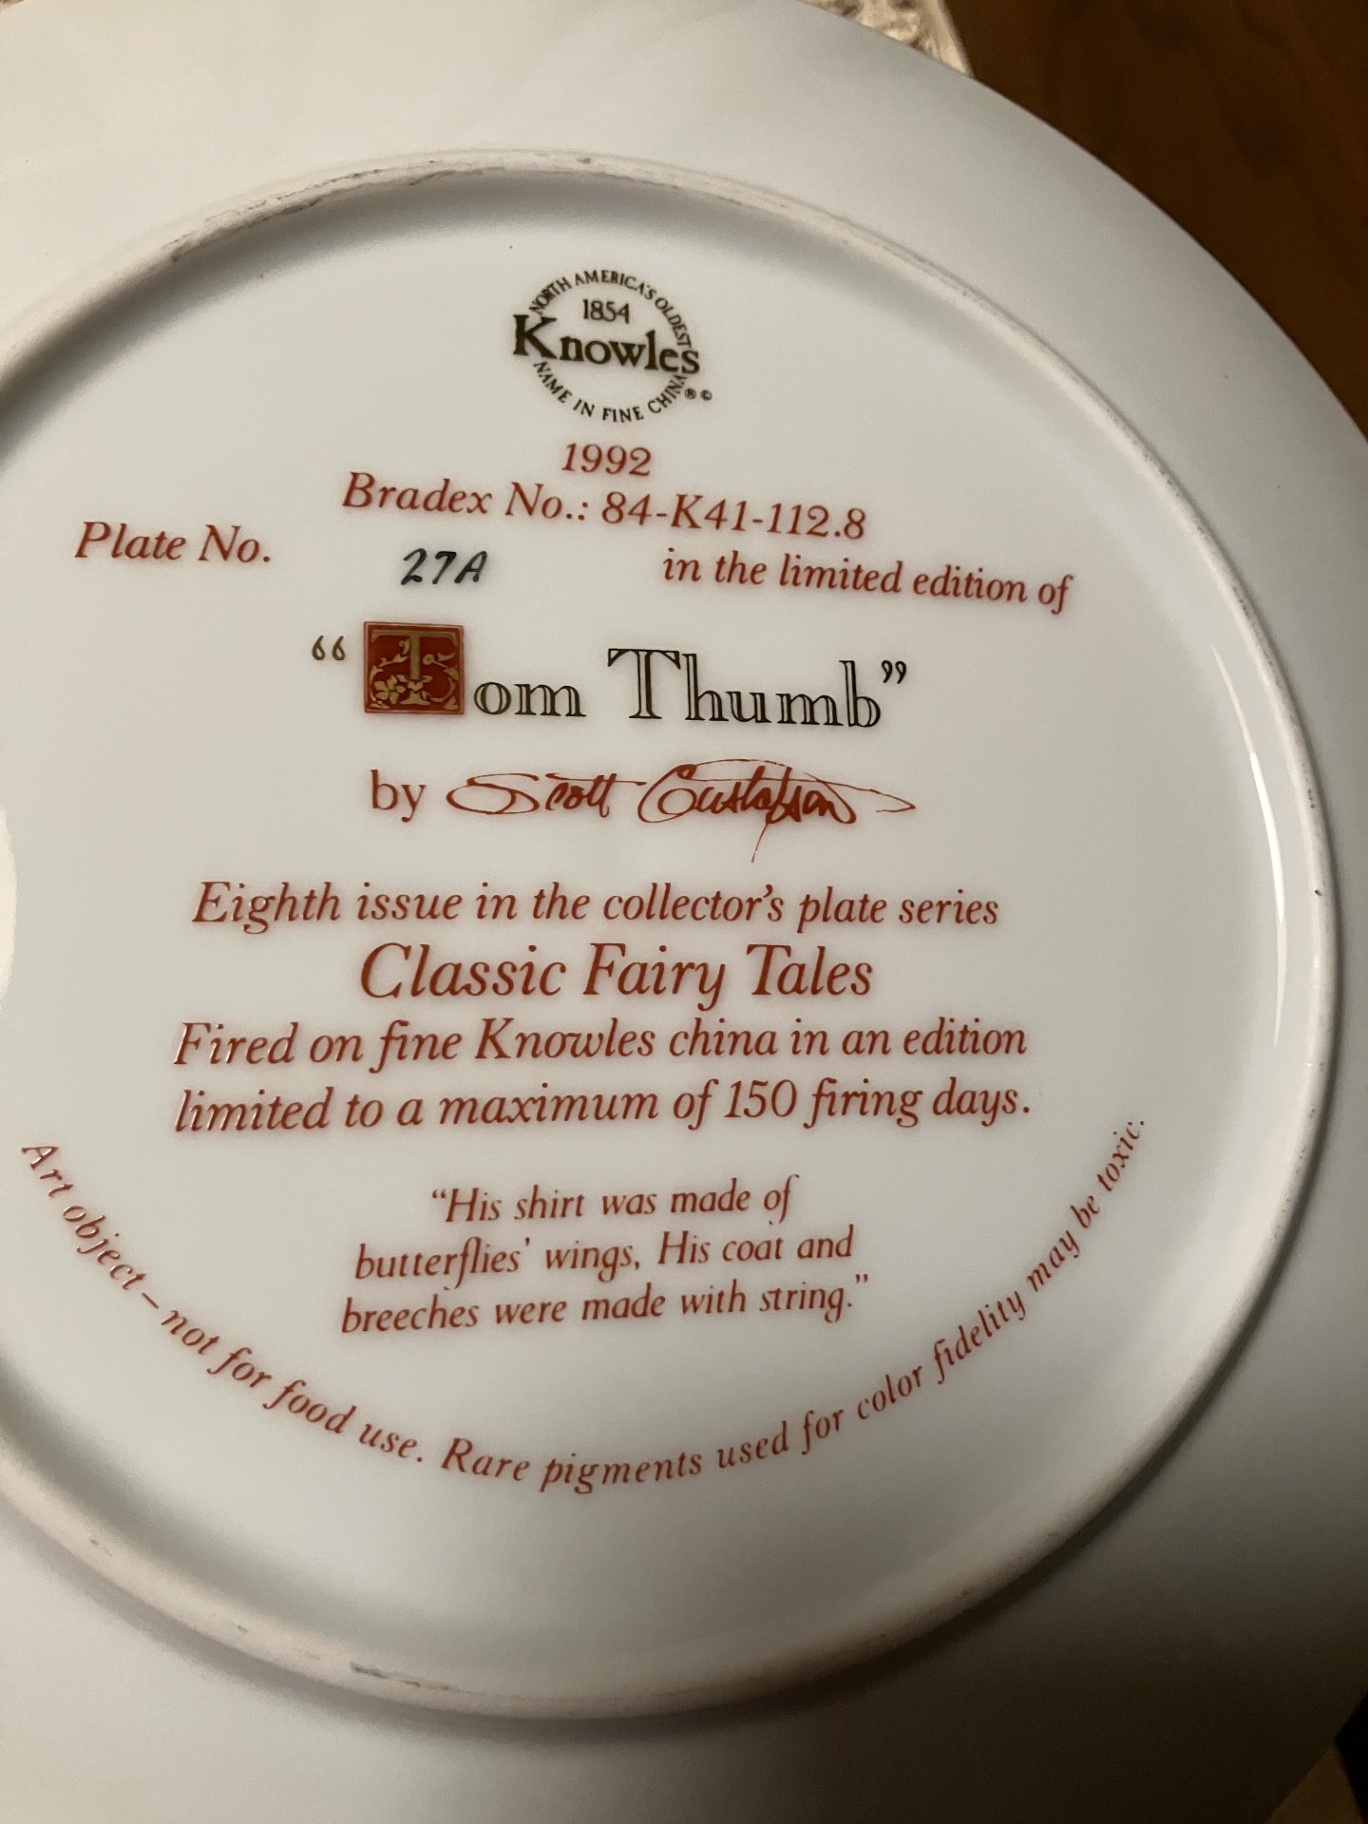 NORTH AMERICA'S OLDEST
1854
Knowles
NAME IN FINE CHINA ® ©
1992
Bradex No.: 84-K41-112.8
Plate No. 27A in the limited edition of
“Tom Thumb”
by Scott Gustafson
Eighth issue in the collector's plate series
Classic Fairy Tales
Fired on fine Knowles china in an edition
limited to a maximum of 150 firing days.
“His shirt was made of
butterflies' wings, His coat and
breeches were made with string.”
Art object – not for food use. Rare pigments used for color fidelity may be toxic.